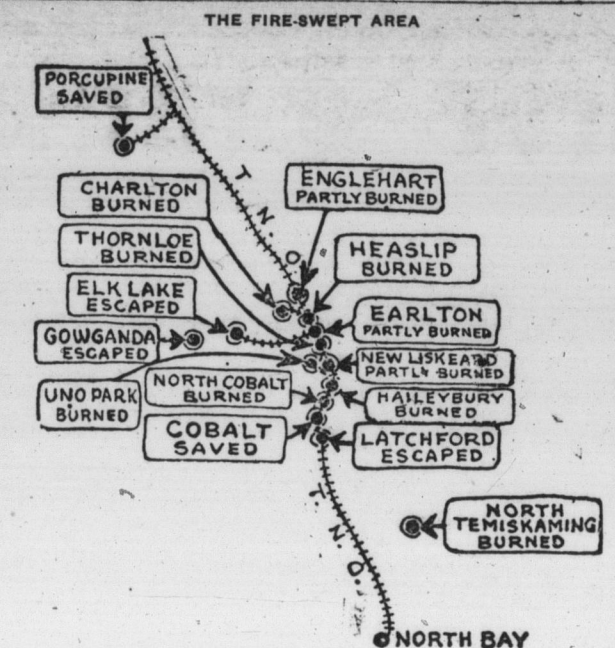 THE FIRE-SWEPT AREA
PORCUPINE
SAVED
T. N. O.
CHARLTON
BURNED
ENGLEHART
PARTLY BURNED
THORNLOE
BURNED
HEASLIP
BURNED
ELK LAKE
ESCAPED
EARLTON
PARTLY BURNED
GOWGANDA
ESCAPED
NEW LISKEARD
PARTLY BURNED
UNO PARK
BURNED
NORTH COBALT
BURNED
HAILEYBURY
BURNED
COBALT
SAVED
LATCHFORD
ESCAPED
T. N. O.
NORTH
TEMISKAMING
BURNED
NORTH BAY